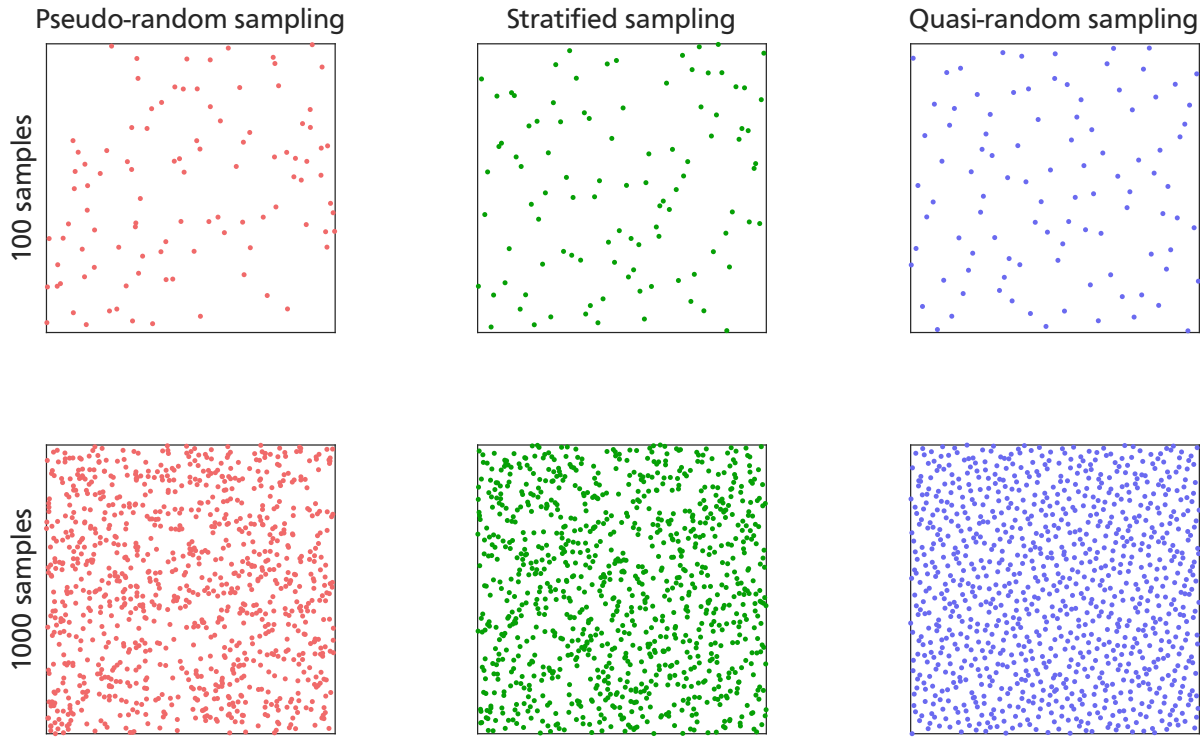 Pseudo-random sampling
Stratified sampling
Quasi-random sampling
100 samples
1000 samples